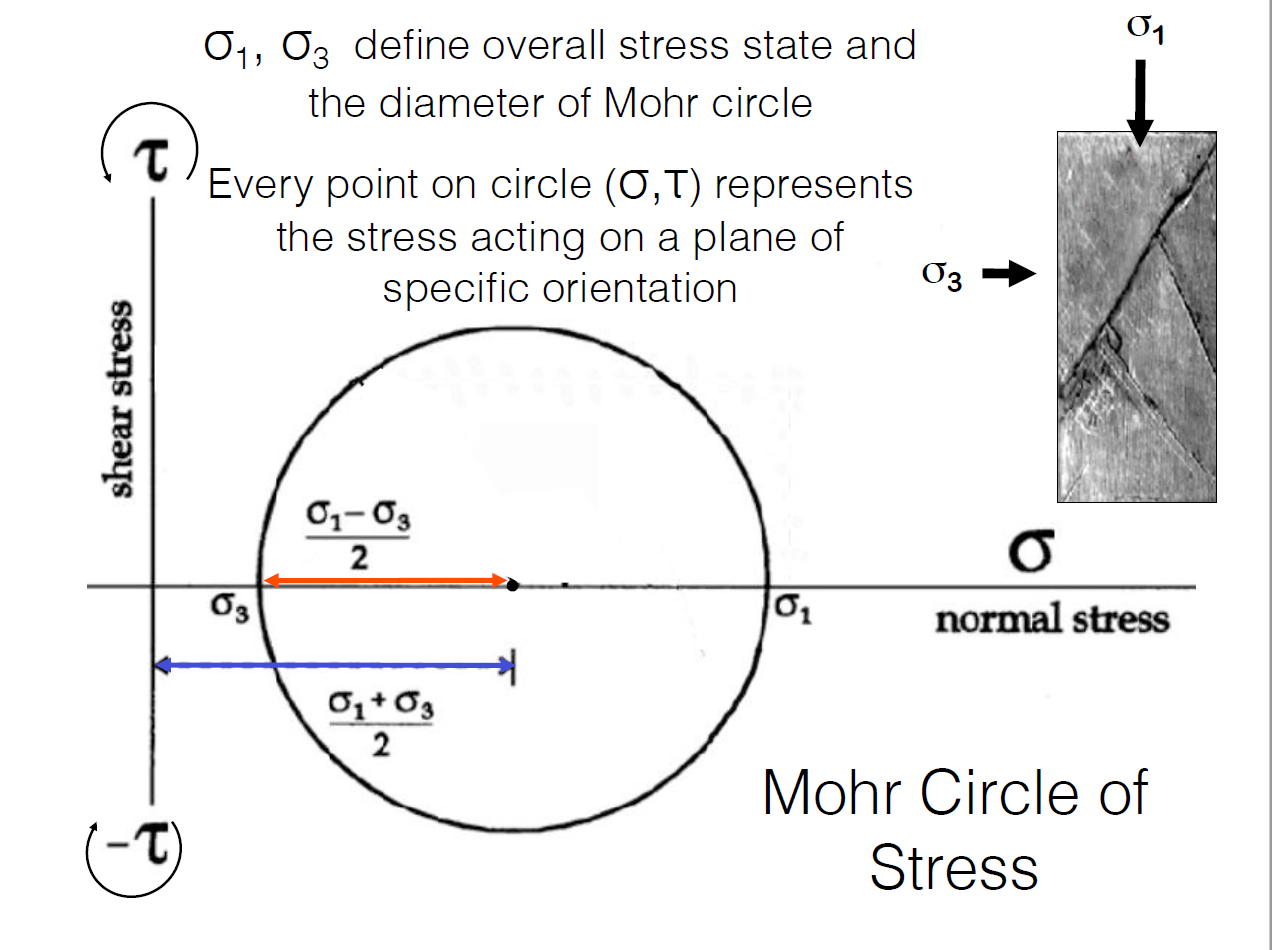 σ₁, σ₃ define overall stress state and
the diameter of Mohr circle
σ₁
τ
Every point on circle (σ,τ) represents
the stress acting on a plane of
specific orientation
σ₃
shear stress
σ₁– σ₃
2
σ
σ₃
σ₁
normal stress
σ₁+ σ₃
2
Mohr Circle of
Stress
–τ